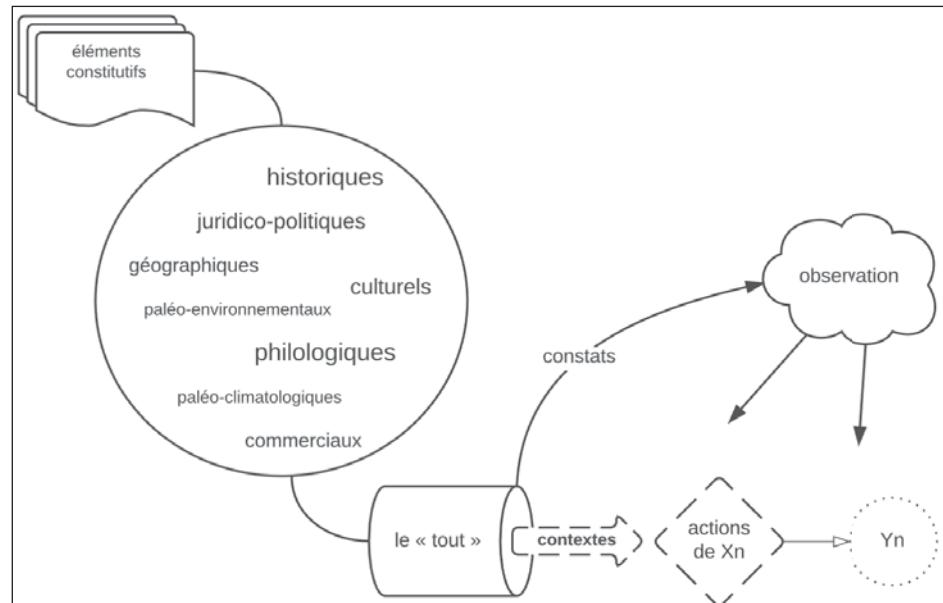 éléments
constitutifs
historiques
juridico-politiques
géographiques
culturels
paléo-environnementaux
philologiques
paléo-climatologiques
commerciaux
observation
constats
le « tout »
contextes
actions
de Xn
Yn